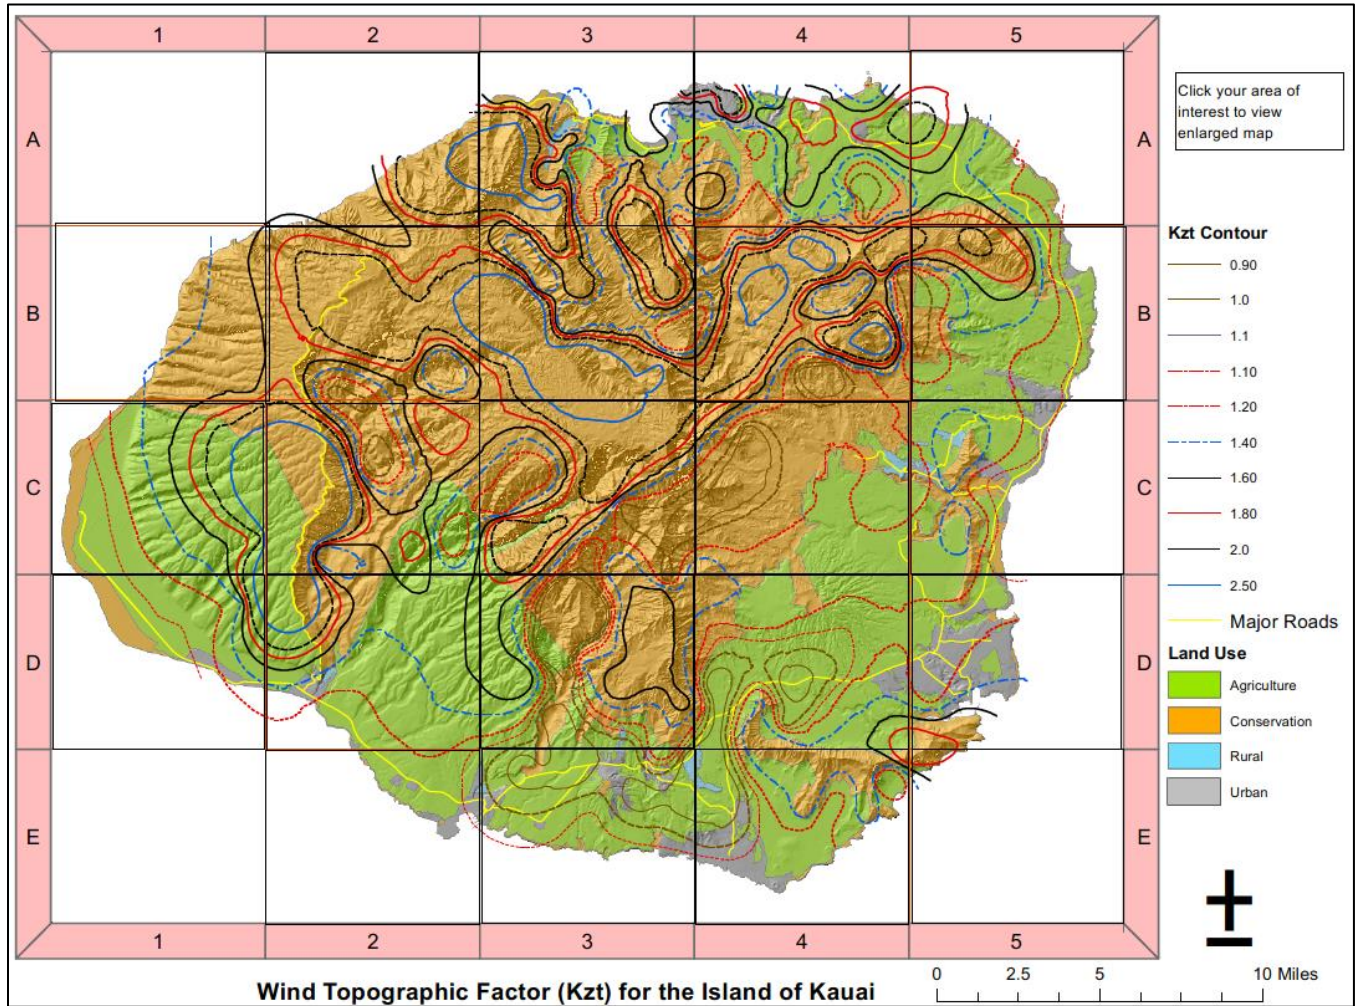 1 2 3 4 5
A A
Click your area of
interest to view
enlarged map
B B
C C
D D
E E
1 2 3 4 5
Kzt Contour
0.90
1.0
1.1
1.10
1.20
1.40
1.60
1.80
2.0
2.50
Major Roads
Land Use
Agriculture
Conservation
Rural
Urban
0 2.5 5 10 Miles
Wind Topographic Factor (Kzt) for the Island of Kauai